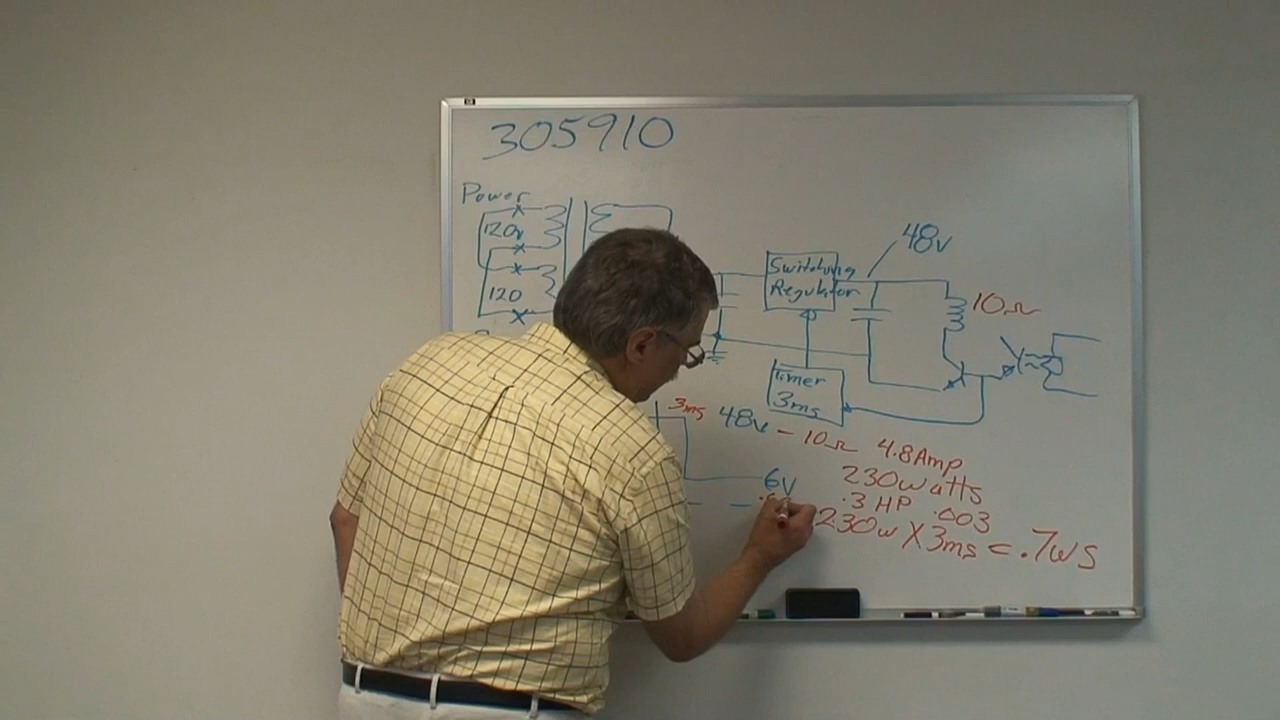 305910
Power
120v
120
Switching
Regulator
48v
10Ω
Timer
3ms
3ms
48v - 10Ω 4.8Amp
230watts
6V
.3 HP .003
230w X 3ms = .7WS